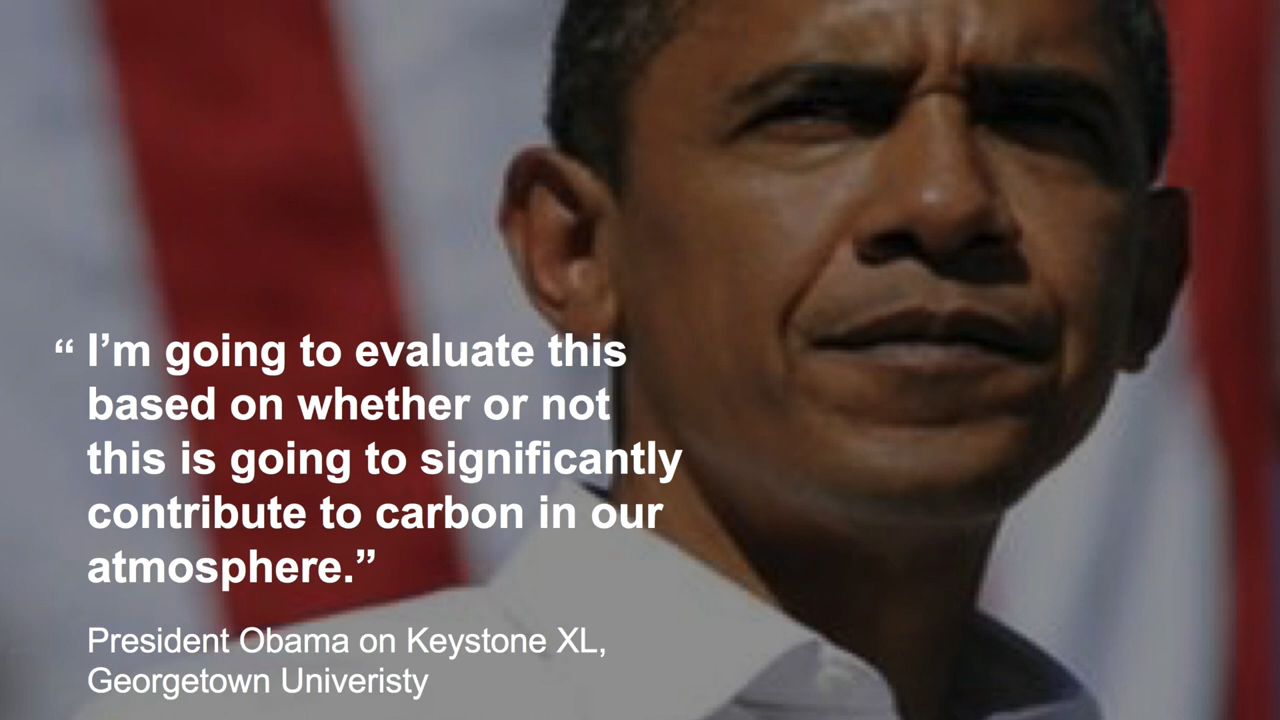 “ I’m going to evaluate this
based on whether or not
this is going to significantly
contribute to carbon in our
atmosphere.”
President Obama on Keystone XL,
Georgetown Univeristy